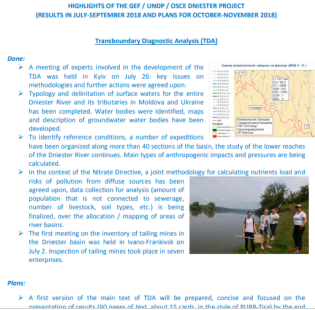 HIGHLIGHTS OF THE GEF / UNDP / OSCE DNIESTER PROJECT
(RESULTS IN JULY-SEPTEMBER 2018 AND PLANS FOR OCTOBER-NOVEMBER 2018)
Transboundary Diagnostic Analysis (TDA)
Done:
➢ A meeting of experts involved in the development of the
TDA was held in Kyiv on July 26: key issues on
methodologies and further actions were agreed upon.
➢ Typology and delimitation of surface waters for the entire
Dniester River and its tributaries in Moldova and Ukraine
has been completed. Water bodies were identified, maps
and description of groundwater water bodies have been
developed.
➢ To identify reference conditions, a number of expeditions
have been organized along more than 40 sections of the basin, the study of the lower reaches
of the Dniester River continues. Main types of anthropogenic impacts and pressures are being
calculated.
➢ In the context of the Nitrate Directive, a joint methodology for calculating nutrients load and
risks of pollution from diffuse sources has been
agreed upon, data collection for analysis (amount of
population that is not connected to sewerage,
number of livestock, soil types, etc.) is being
finalized, over the allocation / mapping of areas of
river basins.
➢ The first meeting on the inventory of tailing mines in
the Dniester basin was held in Ivano-Frankivsk on
July 2. Inspection of tailing mines took place in seven
enterprises.
Plans:
➢ A first version of the main text of TDA will be prepared, concise and focused on the
presentation of results (60 pages of text, about 15 cards, in the style of PURB-Tisa) by the end